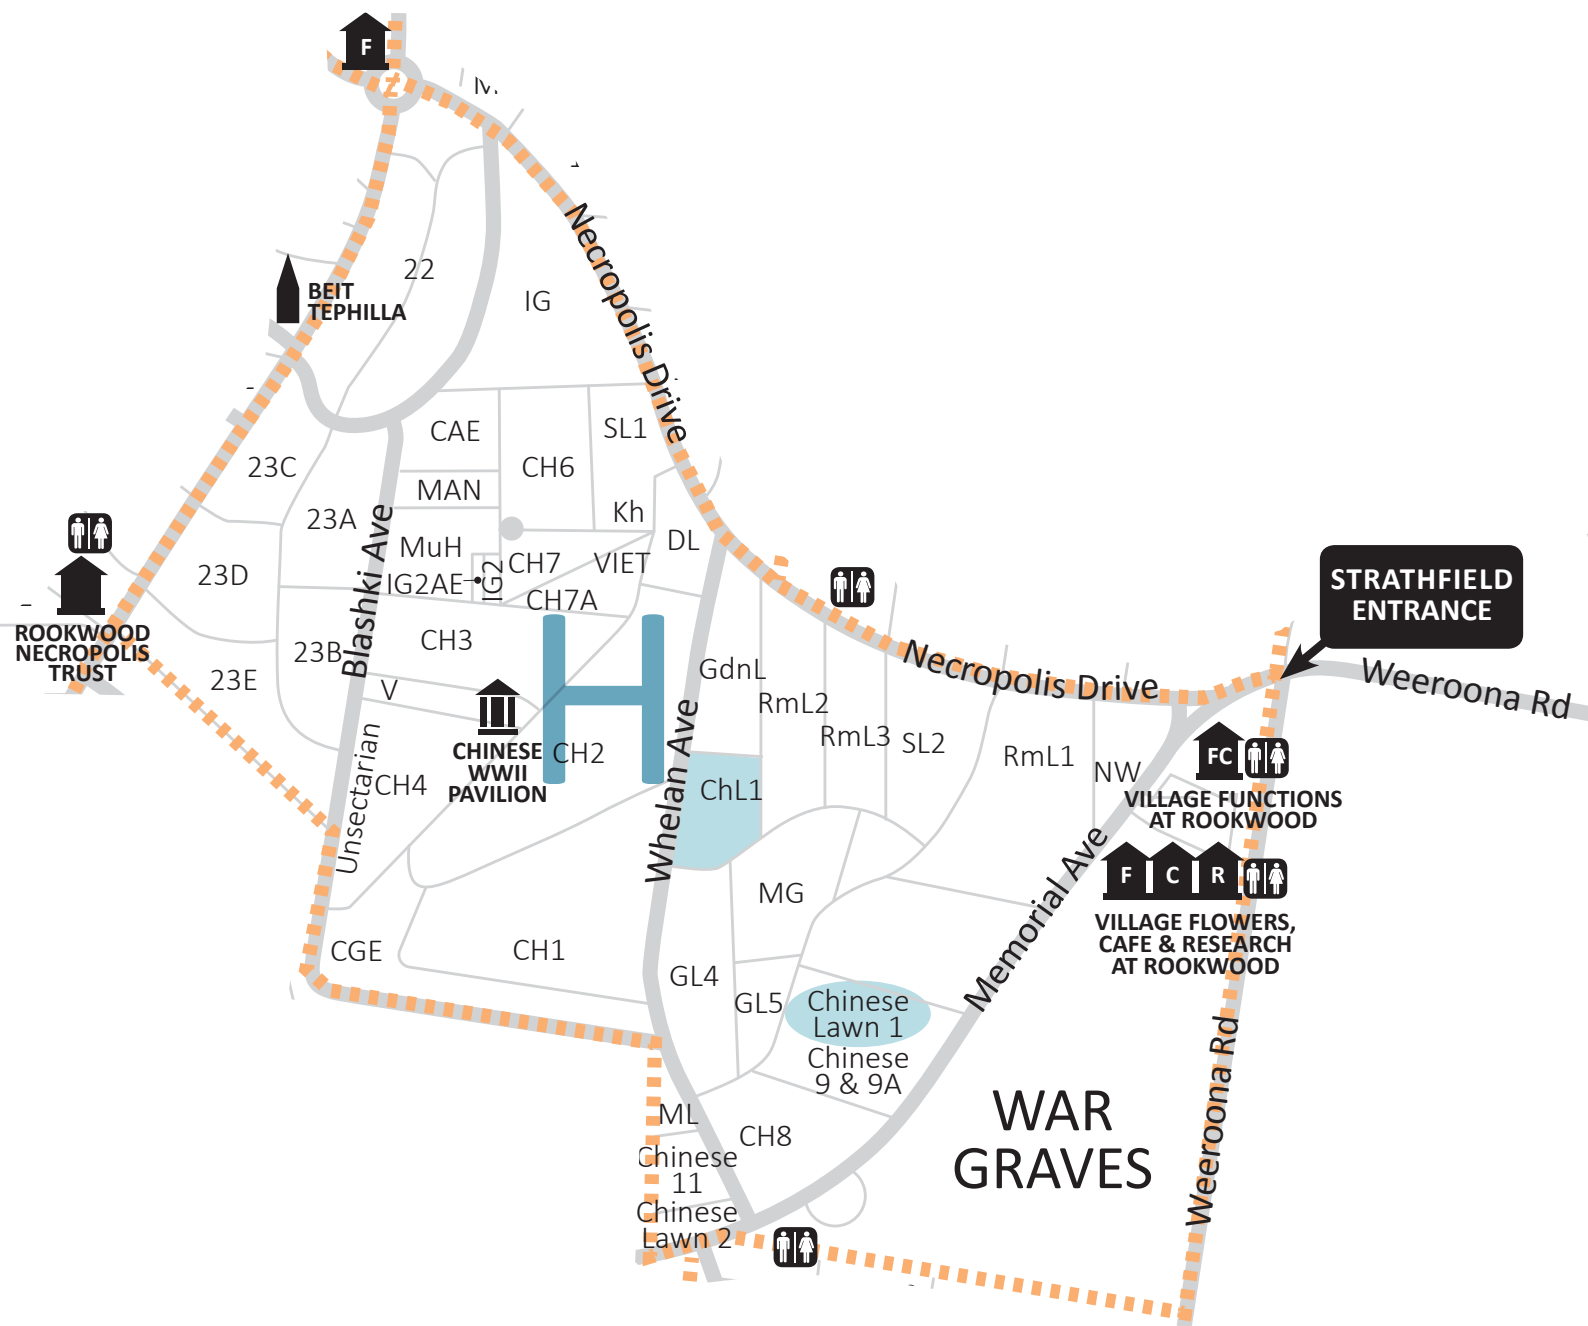 F
22
BEIT
TEPHILLA
IG
Necropolis Drive
CAE
SL1
23C
CH6
MAN
Kh
23A
Blashki Ave
MuH
DL
CH7
VIET
23D
IG2AE
IG2
CH7A
STRATHFIELD
ENTRANCE
ROOKWOOD
NECROPOLIS
TRUST
23B
CH3
23E
V
H
GdnL
RmL2
Necropolis Drive
Weeroona Rd
RmL3
SL2
RmL1
NW
CHINESE
WWII
PAVILION
CH2
Unsectarian
CH4
Whelan Ave
ChL1
FC
VILLAGE FUNCTIONS
AT ROOKWOOD
Memorial Ave
F
C
R
VILLAGE FLOWERS,
CAFE & RESEARCH
AT ROOKWOOD
MG
CGE
CH1
GL4
GL5
Chinese
Lawn 1
Chinese
9 & 9A
Weeroona Rd
WAR
GRAVES
ML
CH8
Chinese
11
Chinese
Lawn 2